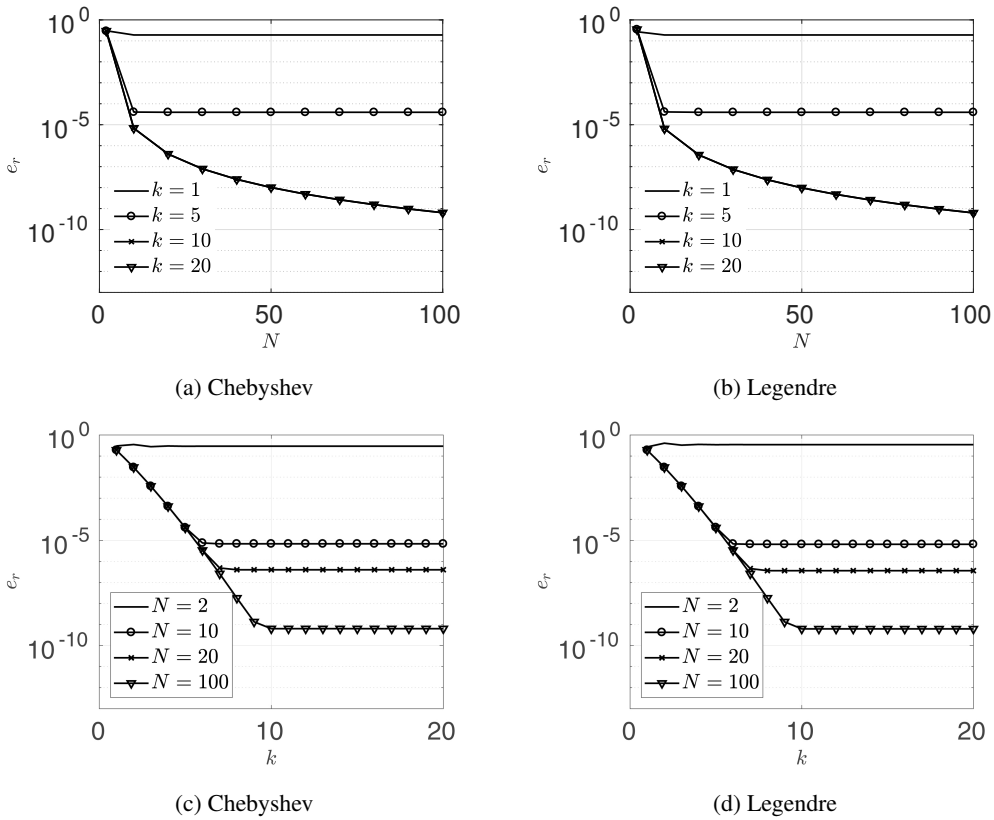 10^0
10^-5
10^-10
e_r
k = 1
k = 5
k = 10
k = 20
0
50
100
N
(a) Chebyshev
10^0
10^-5
10^-10
e_r
k = 1
k = 5
k = 10
k = 20
0
50
100
N
(b) Legendre
10^0
10^-5
10^-10
e_r
N = 2
N = 10
N = 20
N = 100
0
10
20
k
(c) Chebyshev
10^0
10^-5
10^-10
e_r
N = 2
N = 10
N = 20
N = 100
0
10
20
k
(d) Legendre